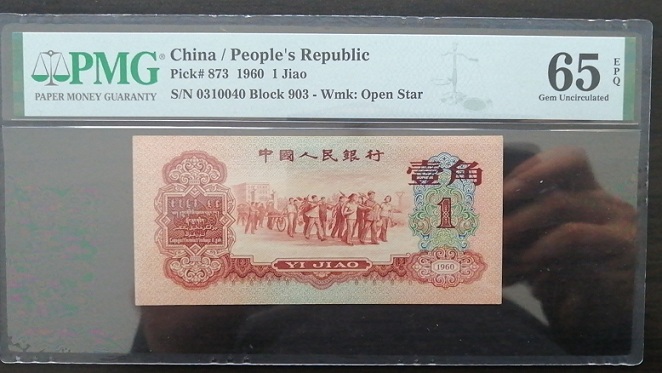 PMG
PAPER MONEY GUARANTY
China / People's Republic
Pick# 873 1960 1 Jiao
S/N 0310040 Block 903 - Wmk: Open Star
65 EPQ
Gem Uncirculated
中國人民銀行
壹角
1
YI JIAO
1960